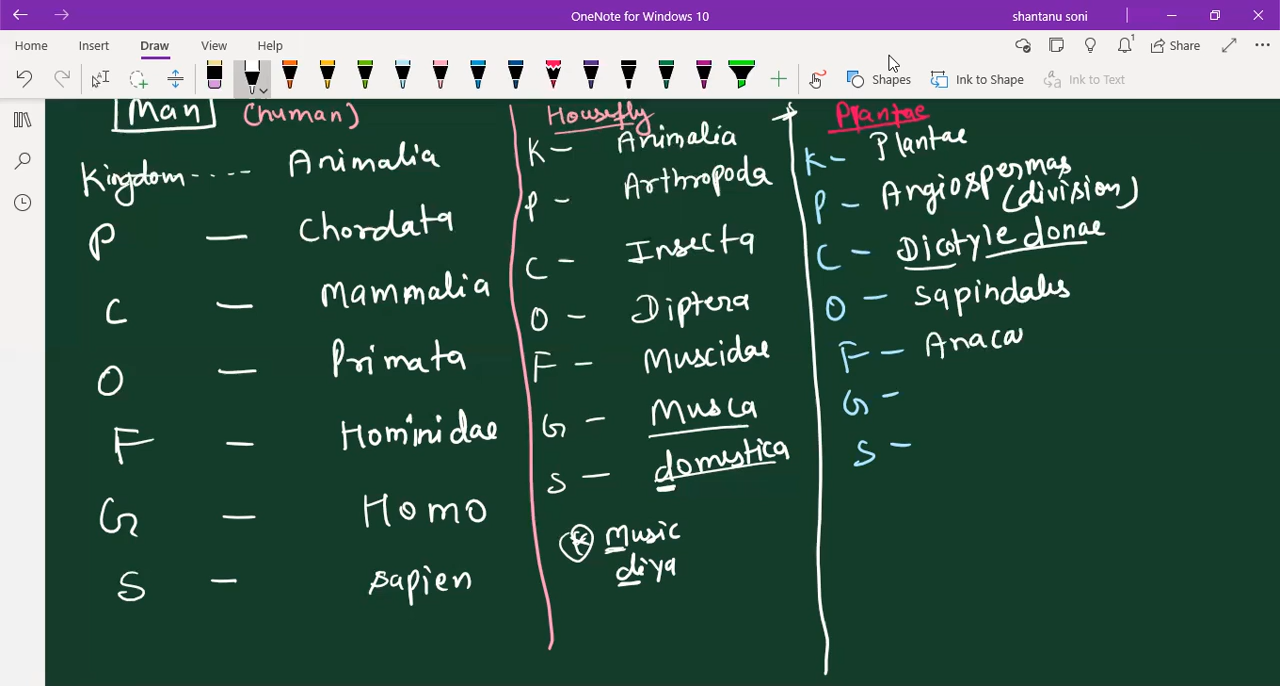 OneNote for Windows 10
shantanu soni
Home Insert Draw View Help
Share
Shapes Ink to Shape Ink to Text
Man (human)
Kingdom .... Animalia
P — Chordata
C — Mammalia
O — Primata
F — Hominidae
G — Homo
S — sapien
Housefly
K — Animalia
P — Arthropoda
C — Insecta
O — Diptera
F — Muscidae
G — Musca
S — domestica
Music
diya
Plantae
K — Plantae
P — Angiospermas
(division)
C — Dicotyledonae
O — Sapindales
F — Anaca
G —
S —